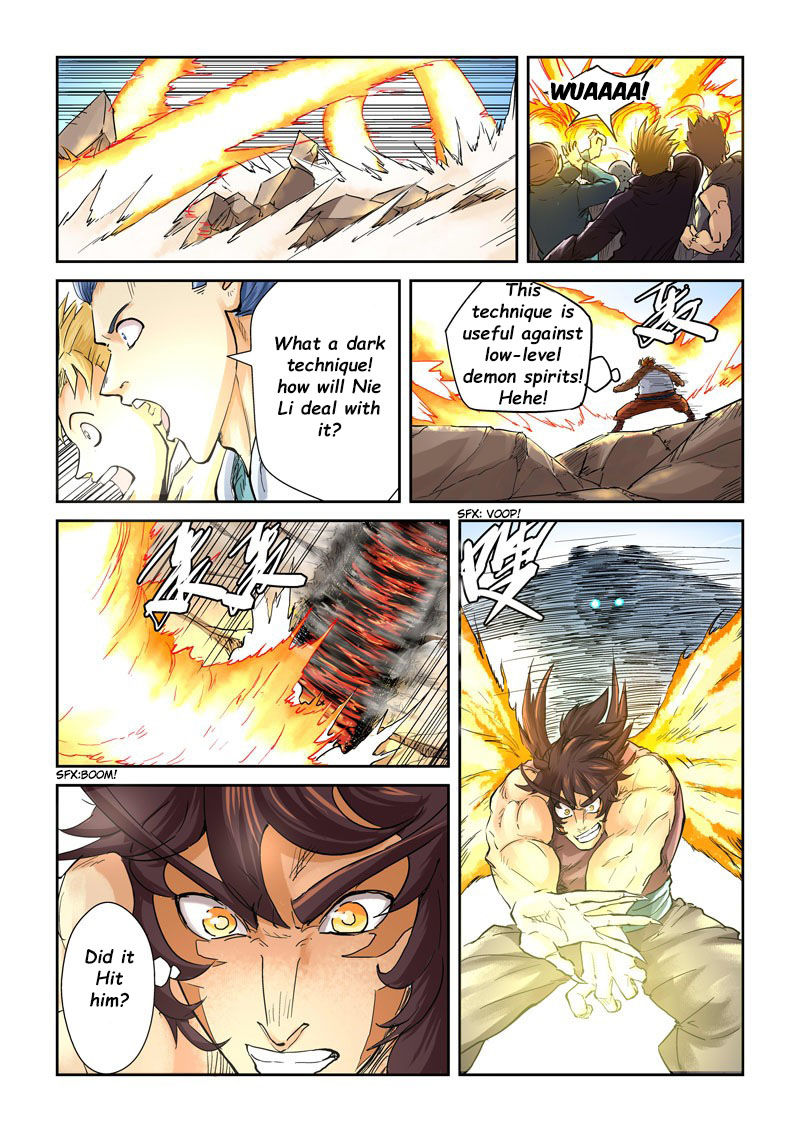 WUAAAA!
What a dark
technique!
how will Nie
Li deal with
it?
This
technique is
useful against
low-level
demon spirits!
Hehe!
SFX: VOOP!
SFX:BOOM!
Did it
Hit
him?